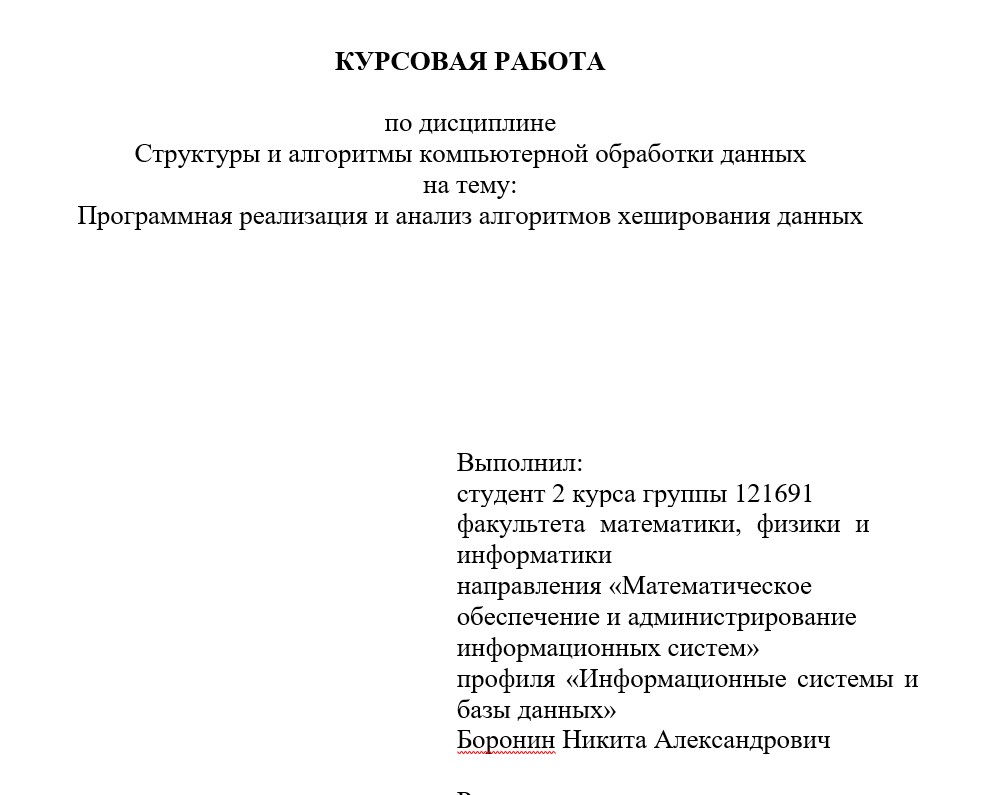 КУРСОВАЯ РАБОТА
по дисциплине
Структуры и алгоритмы компьютерной обработки данных
на тему:
Программная реализация и анализ алгоритмов хеширования данных
Выполнил:
студент 2 курса группы 121691
факультета математики, физики и
информатики
направления «Математическое
обеспечение и администрирование
информационных систем»
профиля «Информационные системы и
базы данных»
Боронин Никита Александрович